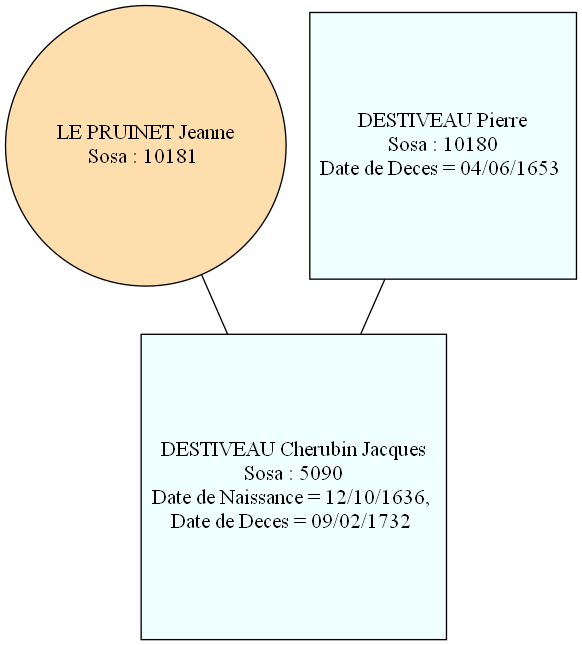 LE PRUINET Jeanne
Sosa : 10181
DESTIVEAU Pierre
Sosa : 10180
Date de Deces = 04/06/1653
DESTIVEAU Cherubin Jacques
Sosa : 5090
Date de Naissance = 12/10/1636,
Date de Deces = 09/02/1732